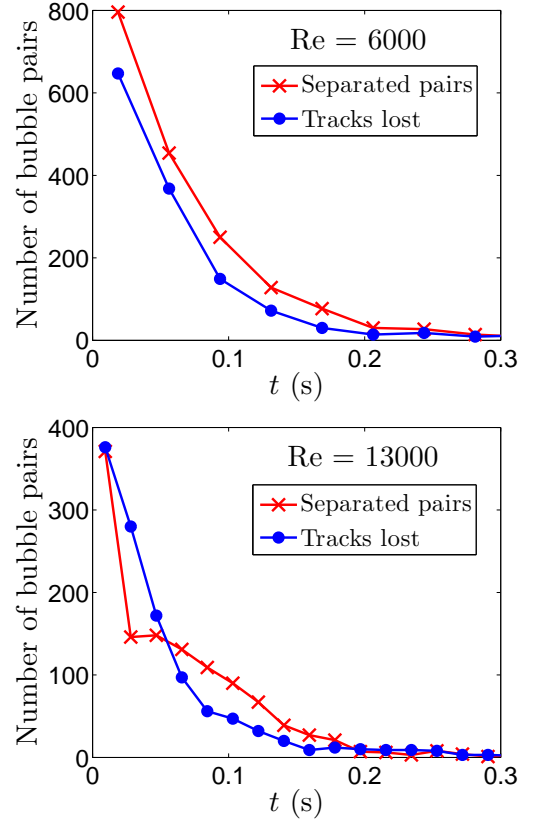 Number of bubble pairs
800
600
400
200
0
Re = 6000
Separated pairs
Tracks lost
0 0.1 0.2 0.3
t (s)
Number of bubble pairs
400
300
200
100
0
Re = 13000
Separated pairs
Tracks lost
0 0.1 0.2 0.3
t (s)